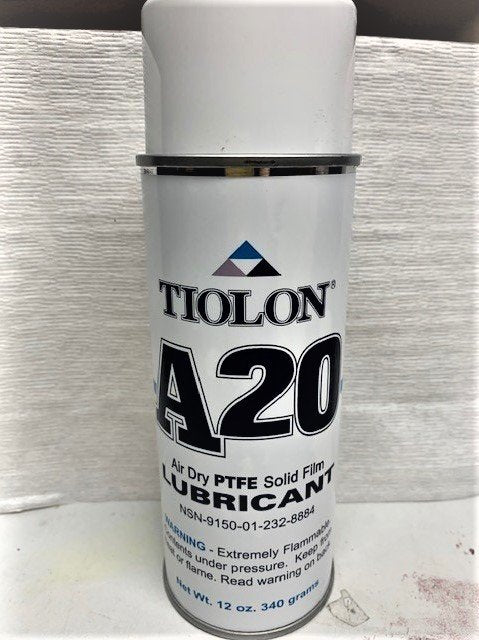 TIOLON®
A20
Air Dry PTFE Solid Film
LUBRICANT
NSN-9150-01-232-8884
WARNING - Extremely Flammable
contents under pressure. Keep from
or flame. Read warning on back.
Net Wt. 12 oz. 340 grams